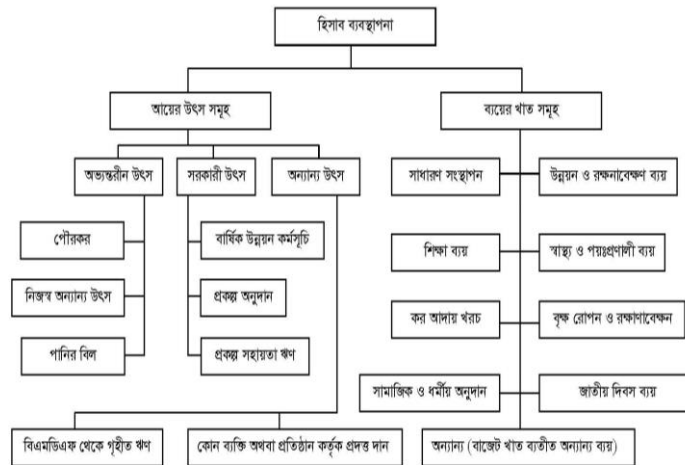 হিসাব ব্যবস্থাপনা
আয়ের উৎস সমূহ
ব্যয়ের খাত সমূহ
অভ্যন্তরীন উৎস
সরকারী উৎস
অন্যান্য উৎস
সাধারণ সংস্থাপন
উন্নয়ন ও রক্ষনাবেক্ষণ ব্যয়
পৌরকর
বার্ষিক উন্নয়ন কর্মসূচি
শিক্ষা ব্যয়
স্বাস্থ্য ও পয়ঃপ্রণালী ব্যয়
নিজস্ব অন্যান্য উৎস
প্রকল্প অনুদান
কর আদায় খরচ
বৃক্ষ রোপন ও রক্ষাণাবেক্ষন
পানির বিল
প্রকল্প সহায়তা ঋণ
সামাজিক ও ধর্মীয় অনুদান
জাতীয় দিবস ব্যয়
বিএমডিএফ থেকে গৃহীত ঋণ
কোন ব্যক্তি অথবা প্রতিষ্ঠান কর্তৃক প্রদত্ত দান
অন্যান্য (বাজেট খাত ব্যতীত অন্যান্য ব্যয়)